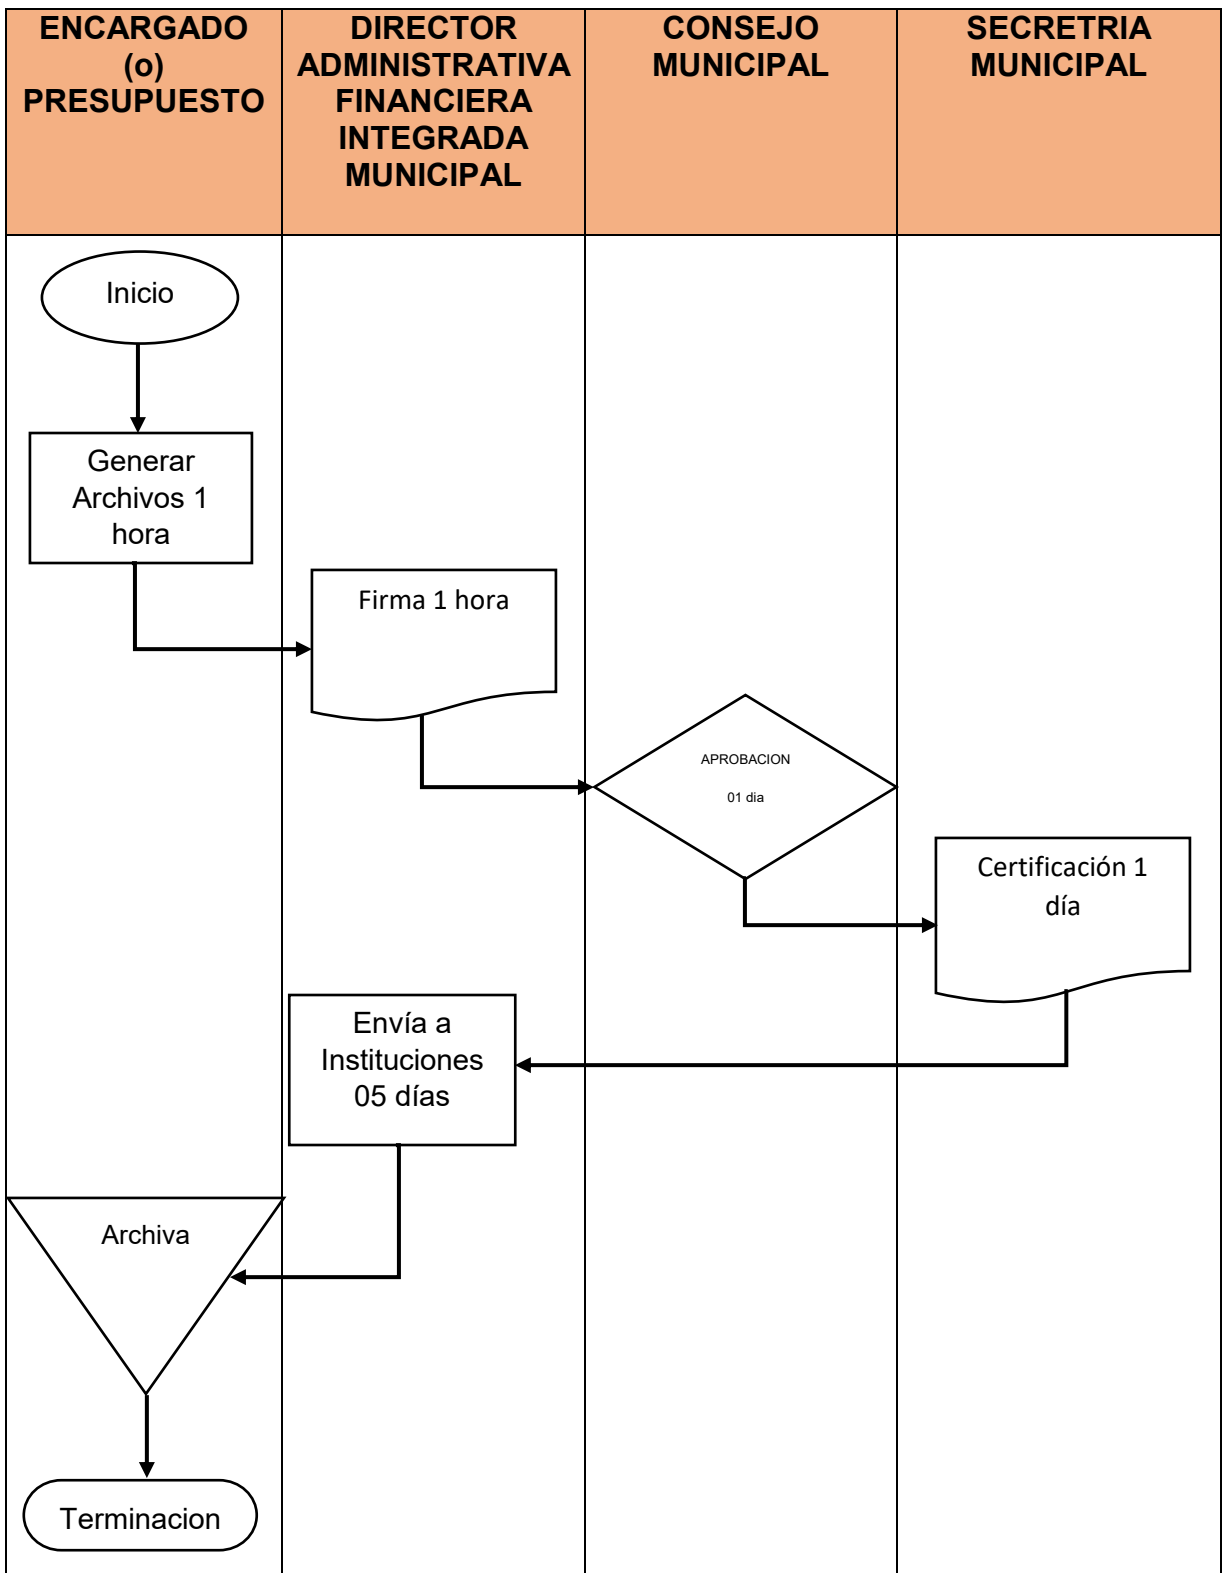 ENCARGADO
(o)
PRESUPUESTO
DIRECTOR
ADMINISTRATIVA
FINANCIERA
INTEGRADA
MUNICIPAL
CONSEJO
MUNICIPAL
SECRETRIA
MUNICIPAL
Inicio
Generar
Archivos 1
hora
Firma 1 hora
APROBACION
01 dia
Certificación 1
día
Envía a
Instituciones
05 días
Archiva
Terminacion